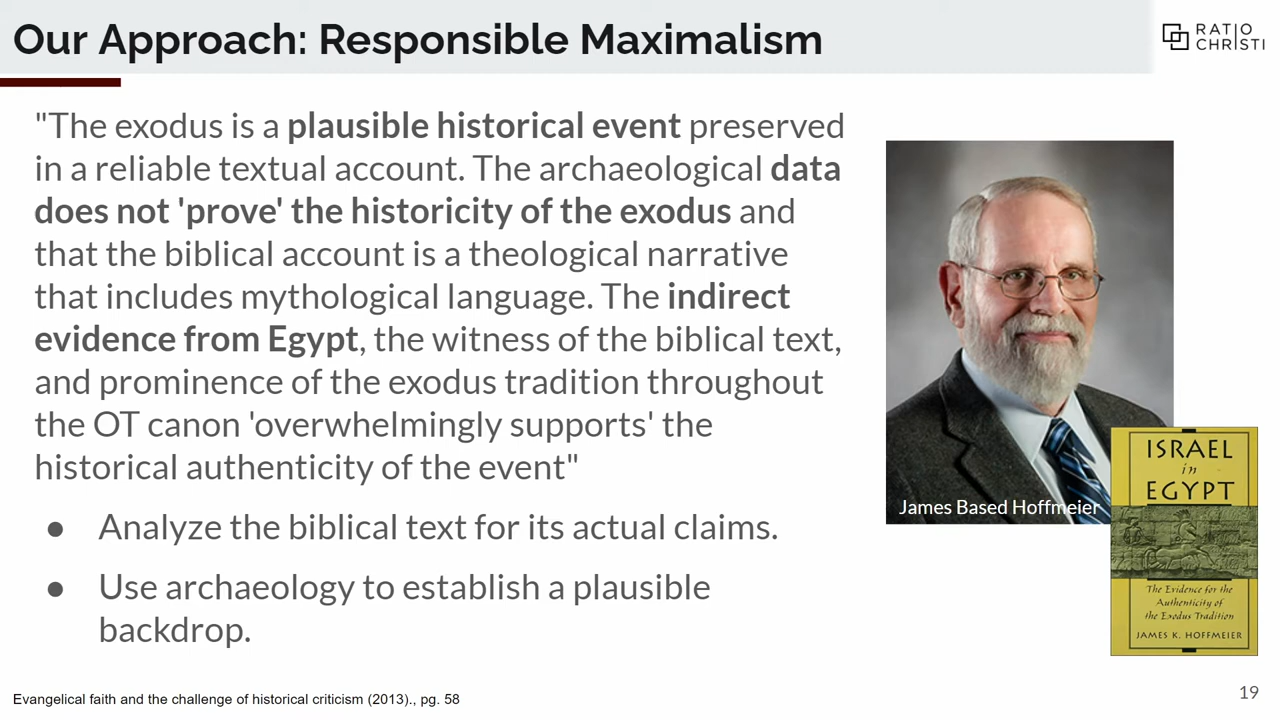 Our Approach: Responsible Maximalism
RATIO
CHRISTI
"The exodus is a plausible historical event preserved
in a reliable textual account. The archaeological data
does not 'prove' the historicity of the exodus and
that the biblical account is a theological narrative
that includes mythological language. The indirect
evidence from Egypt, the witness of the biblical text,
and prominence of the exodus tradition throughout
the OT canon 'overwhelmingly supports' the
historical authenticity of the event"
● Analyze the biblical text for its actual claims.
● Use archaeology to establish a plausible
backdrop.
James Based Hoffmeier
ISRAEL
in
EGYPT
The Evidence for the
Authenticity of
the Exodus Tradition
JAMES K. HOFFMEIER
Evangelical faith and the challenge of historical criticism (2013)., pg. 58
19